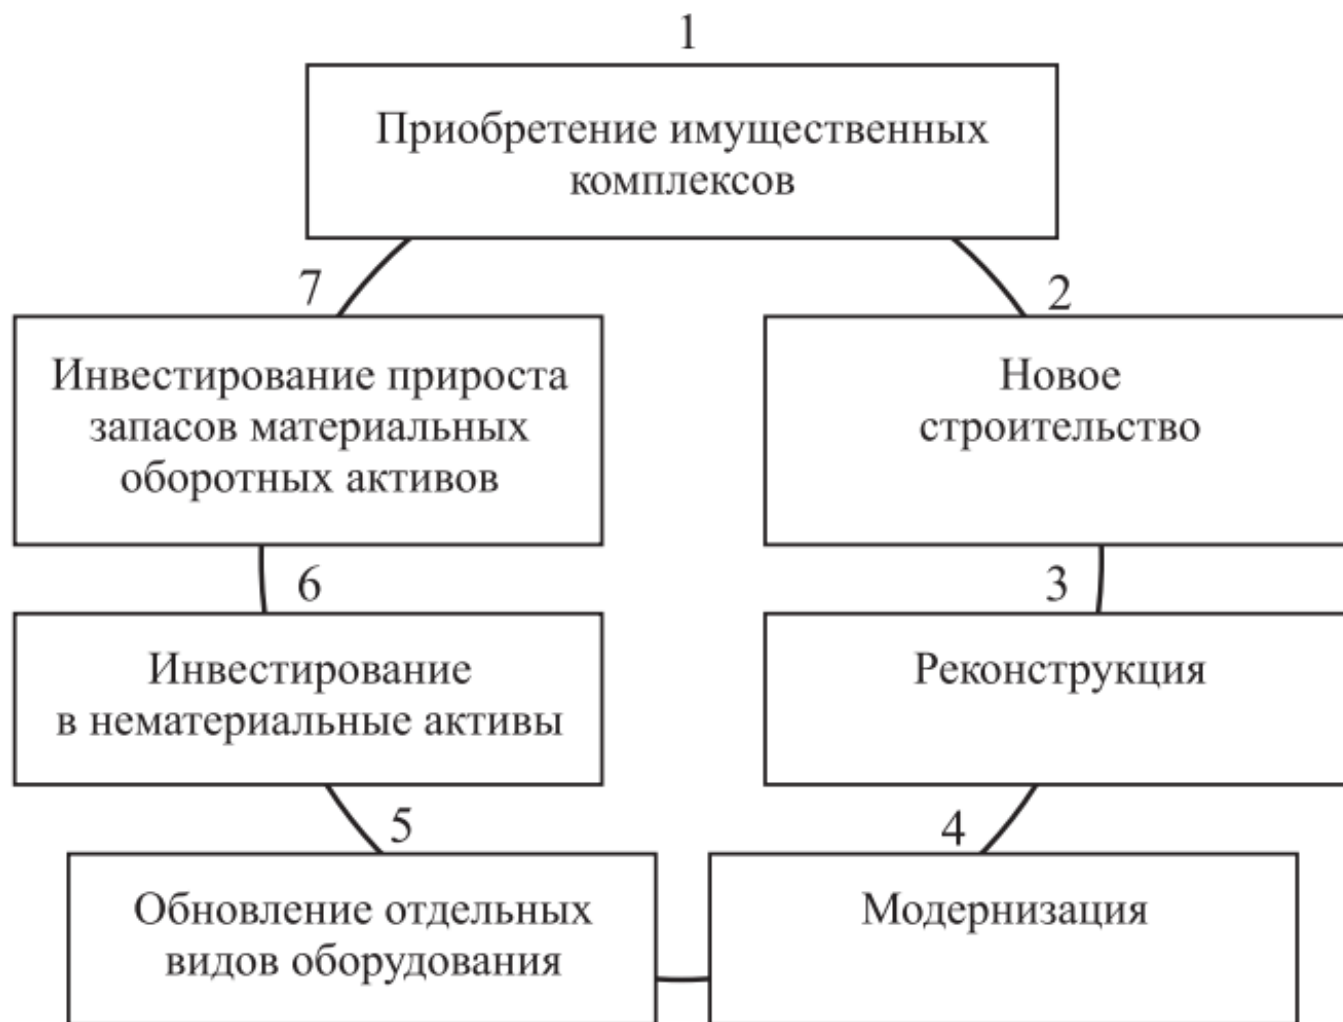 1
Приобретение имущественных
комплексов
2
Новое
строительство
3
Реконструкция
4
Модернизация
5
Обновление отдельных
видов оборудования
6
Инвестирование
в нематериальные активы
7
Инвестирование прироста
запасов материальных
оборотных активов